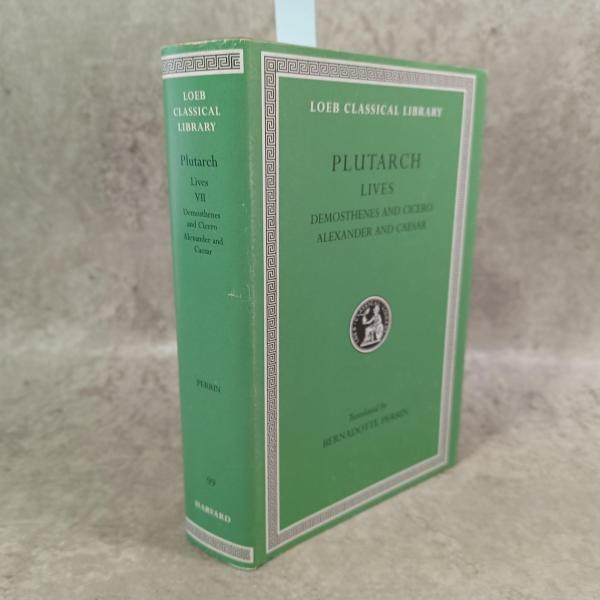 LOEB
CLASSICAL
LIBRARY
Plutarch
Lives
VII
Demosthenes
and Cicero
Alexander and
Caesar
PERRIN
99
HARVARD
LOEB CLASSICAL LIBRARY
PLUTARCH
LIVES
DEMOSTHENES AND CICERO
ALEXANDER AND CAESAR
Translated by
BERNADOTTE PERRIN